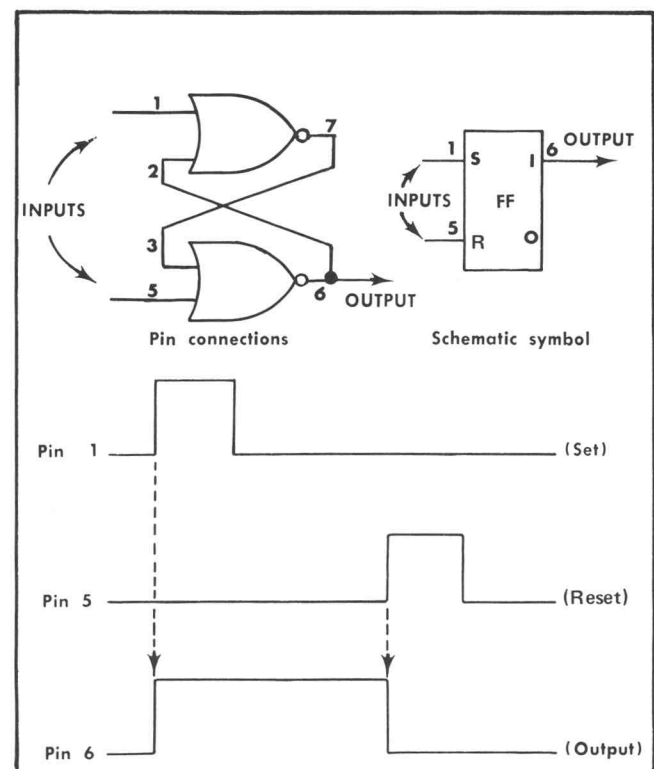 1
7
2
INPUTS
3
5
6
OUTPUT
Pin connections
1
S
I
6
OUTPUT
INPUTS
FF
5
R
O
Schematic symbol
Pin 1
(Set)
Pin 5
(Reset)
Pin 6
(Output)